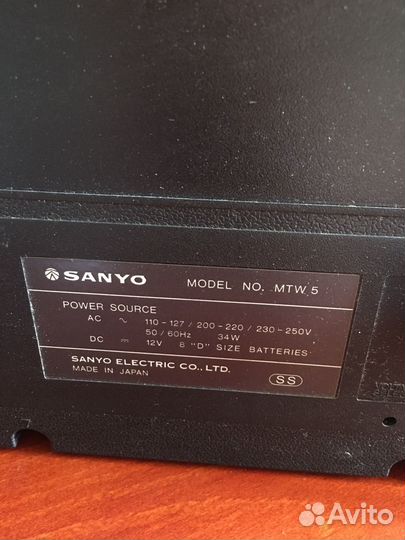 SANYO MODEL NO. MTW 5
POWER SOURCE
AC ~ 110-127 / 200-220 / 230-250V
50 / 60Hz 34W
DC ⎓ 12V 8 "D" SIZE BATTERIES
SANYO ELECTRIC CO., LTD.
MADE IN JAPAN
SS
Avito